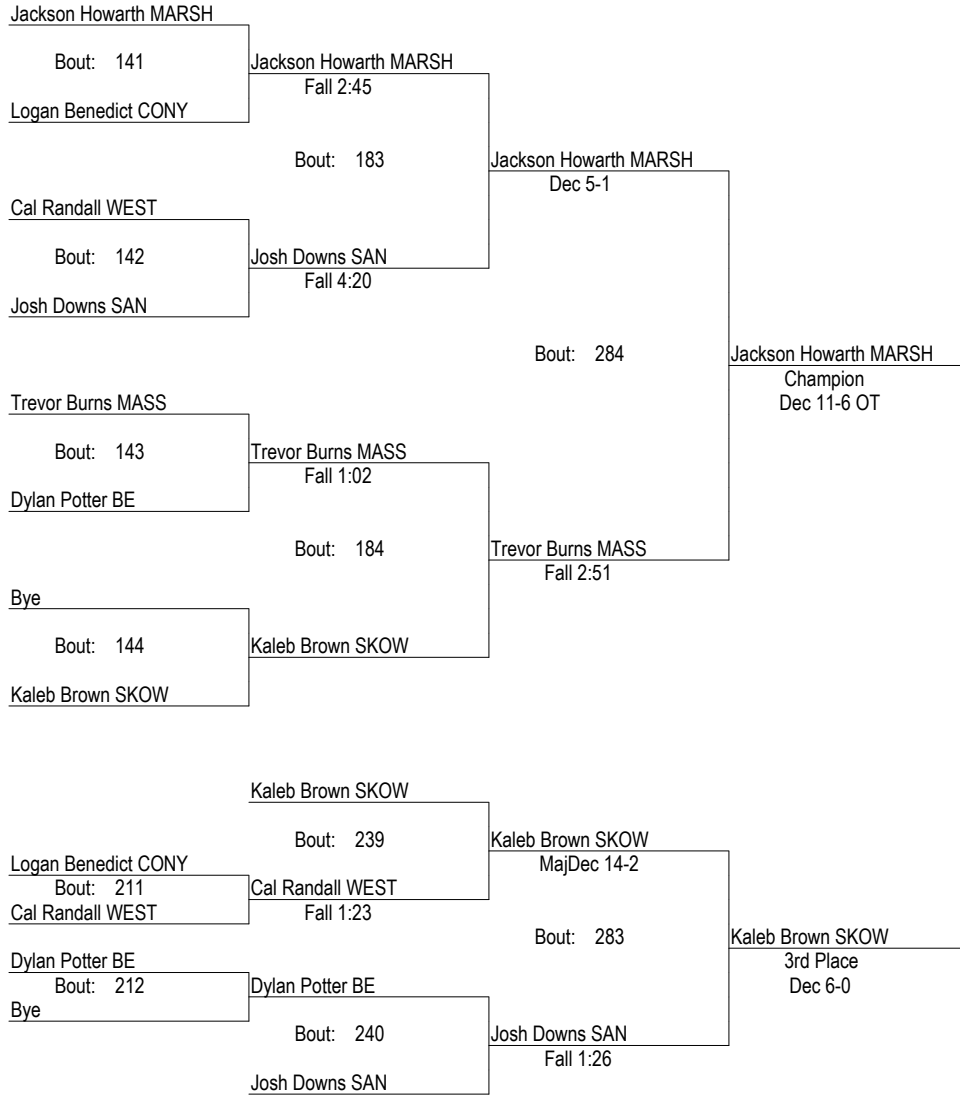 Jackson Howarth MARSH
Bout: 141
Jackson Howarth MARSH
Fall 2:45
Logan Benedict CONY
Bout: 183
Jackson Howarth MARSH
Dec 5-1
Cal Randall WEST
Bout: 142
Josh Downs SAN
Fall 4:20
Josh Downs SAN
Bout: 284
Jackson Howarth MARSH
Champion
Dec 11-6 OT
Trevor Burns MASS
Bout: 143
Trevor Burns MASS
Fall 1:02
Dylan Potter BE
Bout: 184
Trevor Burns MASS
Fall 2:51
Bye
Bout: 144
Kaleb Brown SKOW
Kaleb Brown SKOW
Kaleb Brown SKOW
Bout: 239
Kaleb Brown SKOW
MajDec 14-2
Logan Benedict CONY
Bout: 211
Cal Randall WEST
Cal Randall WEST
Fall 1:23
Bout: 283
Kaleb Brown SKOW
3rd Place
Dec 6-0
Dylan Potter BE
Bout: 212
Dylan Potter BE
Bye
Bout: 240
Josh Downs SAN
Fall 1:26
Josh Downs SAN